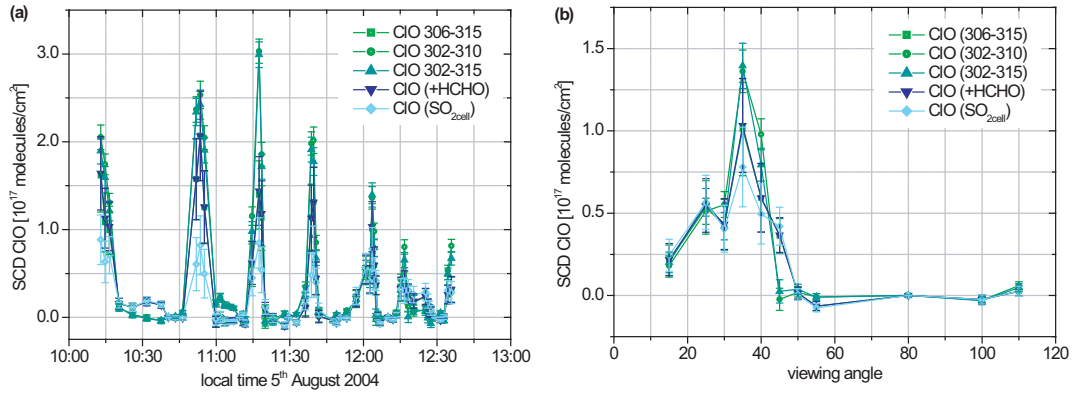 (a)
ClO 306-315
ClO 302-310
ClO 302-315
ClO (+HCHO)
ClO (SO2cell)
3.0
2.0
1.0
0.0
SCD ClO [10^17 molecules/cm²]
10:00 10:30 11:00 11:30 12:00 12:30 13:00
local time 5th August 2004
(b)
ClO (306-315)
ClO (302-310)
ClO (302-315)
ClO (+HCHO)
ClO (SO2cell)
1.5
1.0
0.5
0.0
SCD ClO [10^17 molecules/cm²]
0 20 40 60 80 100 120
viewing angle